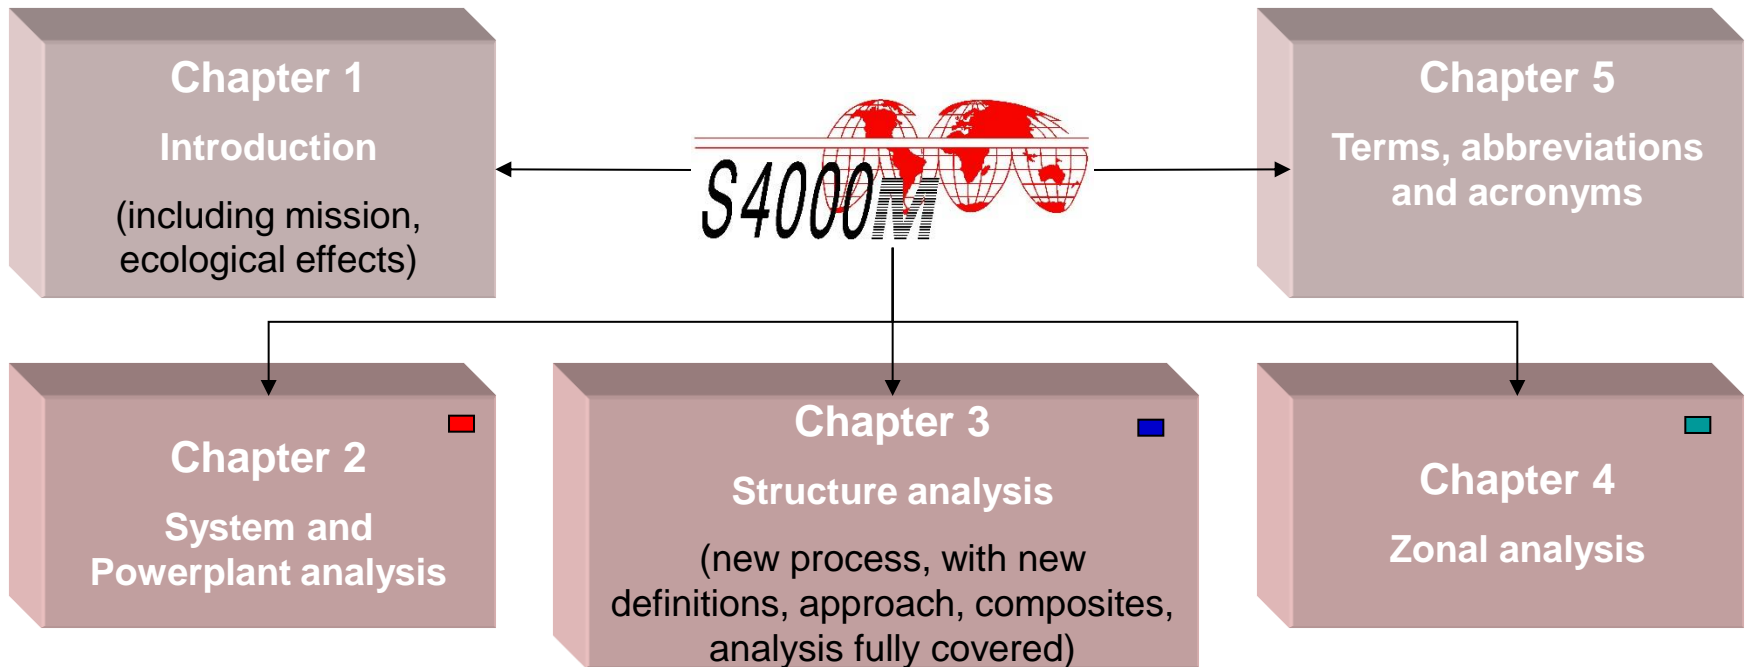 Chapter 1
Introduction
(including mission,
ecological effects)
S4000M
Chapter 5
Terms, abbreviations
and acronyms
Chapter 2
System and
Powerplant analysis
Chapter 3
Structure analysis
(new process, with new
definitions, approach, composites,
analysis fully covered)
Chapter 4
Zonal analysis